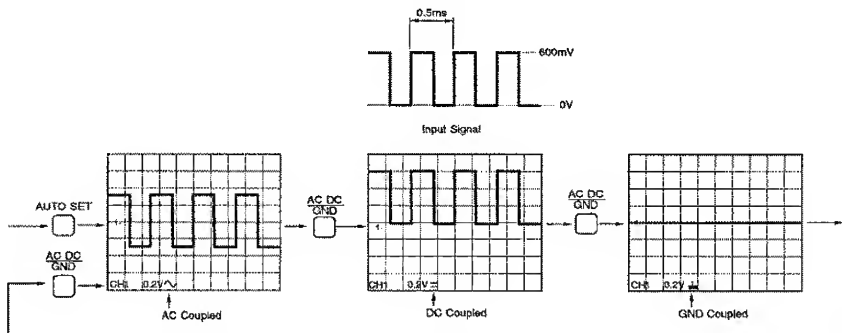 0.5ms
600mV
0V
Input Signal
AUTO SET
AC DC
GND
CH1 0.2V
AC Coupled
AC DC
GND
1
CH1 0.2V
DC Coupled
AC DC
GND
0.2V
GND Coupled
AC DC
GND